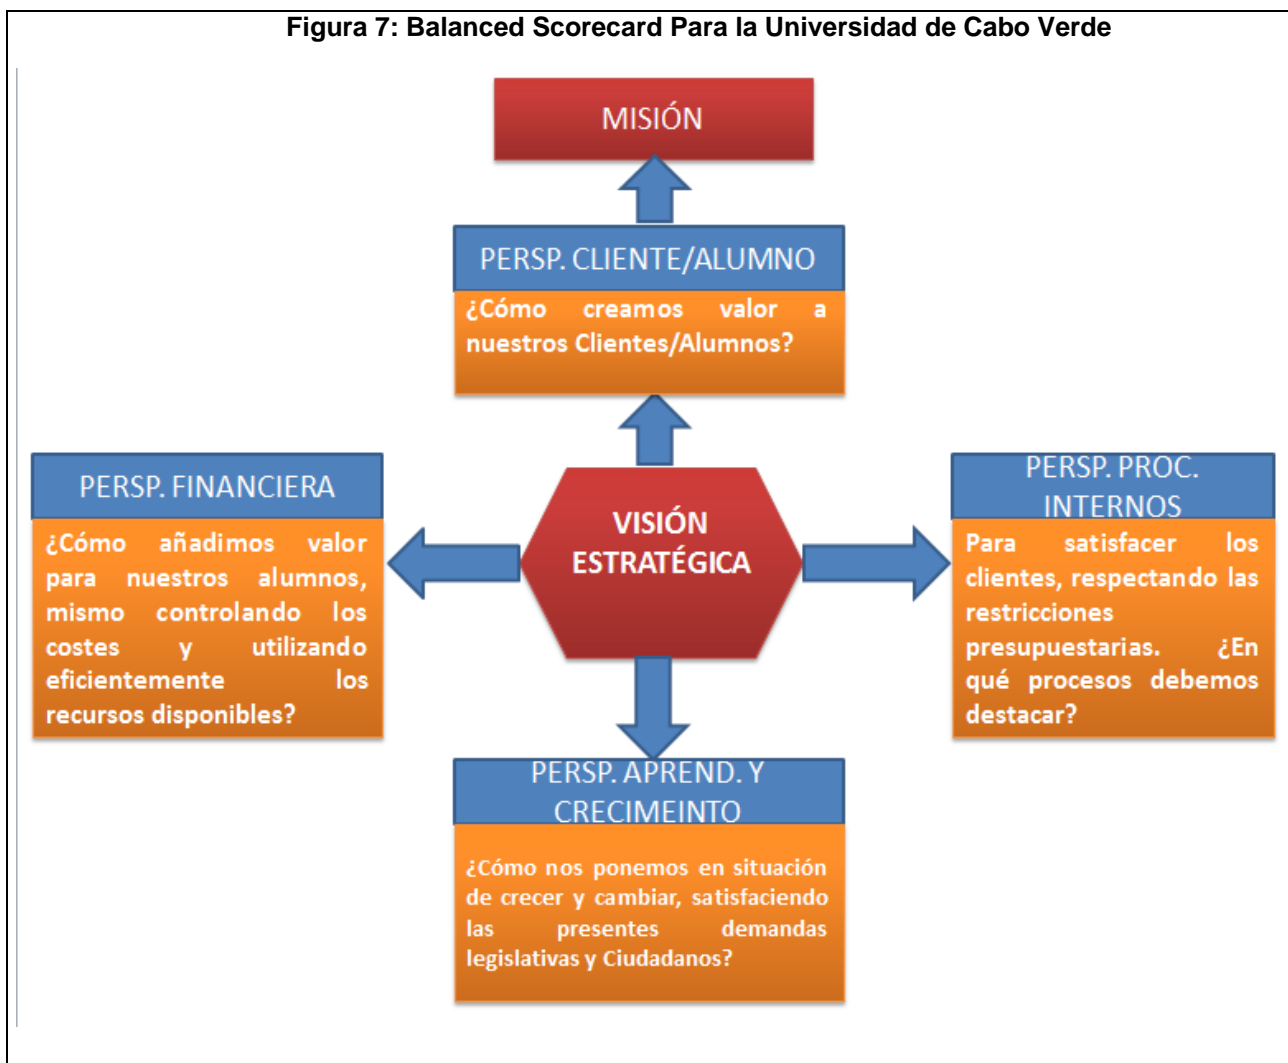 Figura 7: Balanced Scorecard Para la Universidad de Cabo Verde
MISIÓN
PERSP. CLIENTE/ALUMNO
¿Cómo creamos valor a
nuestros Clientes/Alumnos?
PERSP. FINANCIERA
¿Cómo añadimos valor
para nuestros alumnos,
mismo controlando los
costes y utilizando
eficientemente los
recursos disponibles?
VISIÓN
ESTRATÉGICA
PERSP. PROC.
INTERNOS
Para satisfacer los
clientes, respectando las
restricciones
presupuestarias. ¿En
qué procesos debemos
destacar?
PERSP. APREND. Y
CRECIMEINTO
¿Cómo nos ponemos en situación
de crecer y cambiar, satisfaciendo
las presentes demandas
legislativas y Ciudadanos?